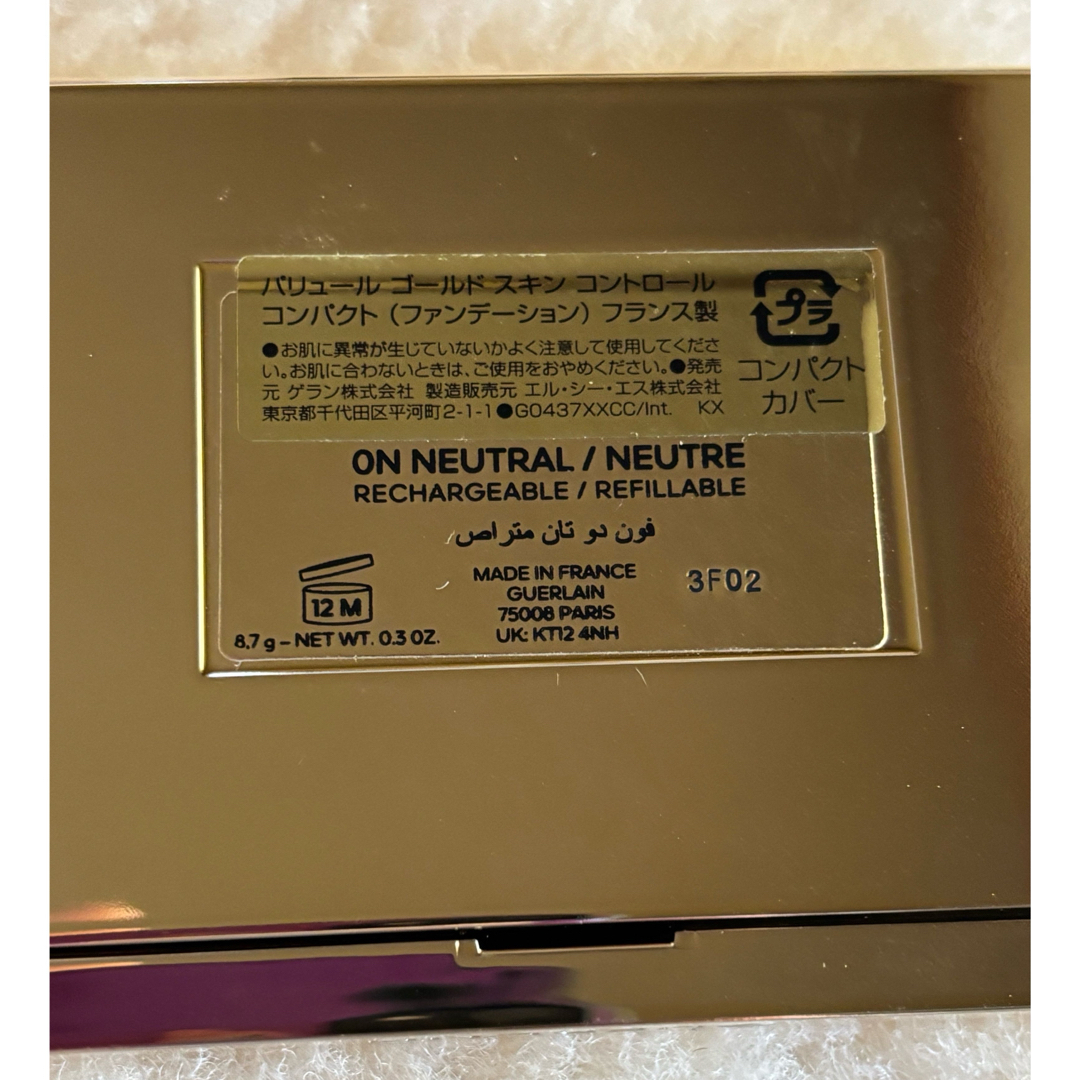 パリュール ゴールド スキン コントロール
コンパクト（ファンデーション）フランス製
●お肌に異常が生じていないかよく注意して使用してくださ
い。お肌に合わないときは、ご使用をおやめください。●発売
元 ゲラン株式会社 製造販売元 エル・シー・エス株式会社
東京都千代田区平河町2-1-1●G0437XXCC/Int. KX
プラ
コンパクト
カバー
0N NEUTRAL / NEUTRE
RECHARGEABLE / REFILLABLE
فون دو تان متراص
12 M
8.7 g – NET WT. 0.3 OZ.
MADE IN FRANCE
GUERLAIN
75008 PARIS
UK: KT12 4NH
3F02